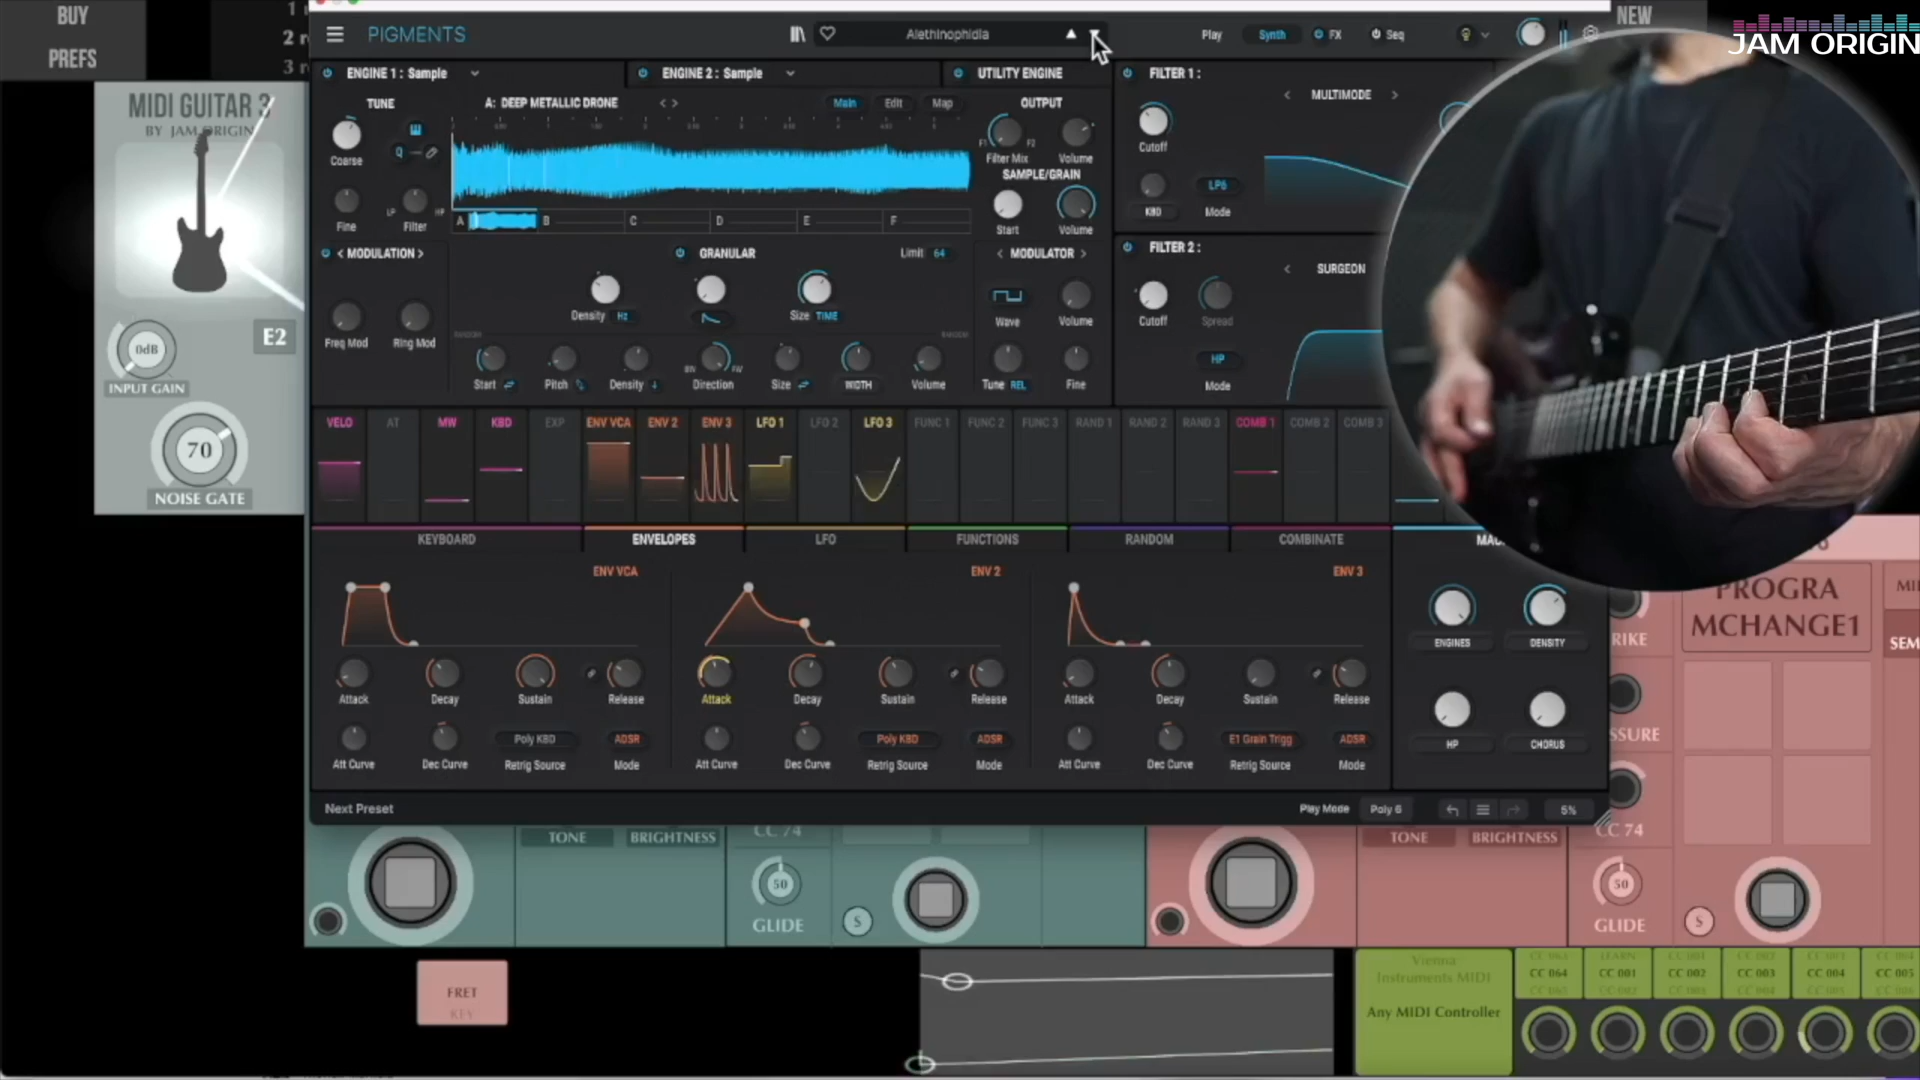 BUY
PREFS
NEW
JAM ORIGIN
PIGMENTS
Alethinophidia
Play
Synth
FX
Seq
ENGINE 1 : Sample
ENGINE 2 : Sample
UTILITY ENGINE
FILTER 1 :
MIDI GUITAR 3
BY JAM ORIGIN
TUNE
A: DEEP METALLIC DRONE
Main
Edit
Map
OUTPUT
MULTIMODE
Coarse
Q
Filter Mix
Volume
Cutoff
SAMPLE/GRAIN
LP6
KBD
Mode
Fine
LP
HP
Filter
A
B
C
D
E
F
Start
Volume
< MODULATION >
GRANULAR
Limit 64
< MODULATOR >
FILTER 2 :
SURGEON
Density Hz
Size TIME
Wave
Volume
Cutoff
Spread
Freq Mod
Ring Mod
HP
Mode
Start
Pitch
Density
Direction
Size
WIDTH
Volume
Tune REL
Fine
0dB
E2
INPUT GAIN
70
NOISE GATE
VELO
AT
MW
KBD
EXP
ENV VCA
ENV 2
ENV 3
LFO 1
LFO 2
LFO 3
FUNC 1
FUNC 2
FUNC 3
RAND 1
RAND 2
RAND 3
COMB 1
COMB 2
COMB 3
KEYBOARD
ENVELOPES
LFO
FUNCTIONS
RANDOM
COMBINATE
ENV VCA
ENV 2
ENV 3
Attack
Decay
Sustain
Release
Attack
Decay
Sustain
Release
Attack
Decay
Sustain
Release
Att Curve
Dec Curve
Poly KBD
Retrig Source
ADSR
Mode
Att Curve
Dec Curve
Poly KBD
Retrig Source
ADSR
Mode
Att Curve
Dec Curve
E1 Grain Trigg
Retrig Source
ADSR
Mode
ENGINES
DENSITY
HP
CHORUS
PROGRA
MCHANGE1
Next Preset
Play Mode
Poly 6
5%
TONE
BRIGHTNESS
CC 74
50
GLIDE
S
TONE
BRIGHTNESS
CC 74
50
GLIDE
S
FRET
KEY
Vienna
Instruments MIDI
Any MIDI Controller
CC 064
CC 001
CC 002
CC 003
CC 004
CC 005